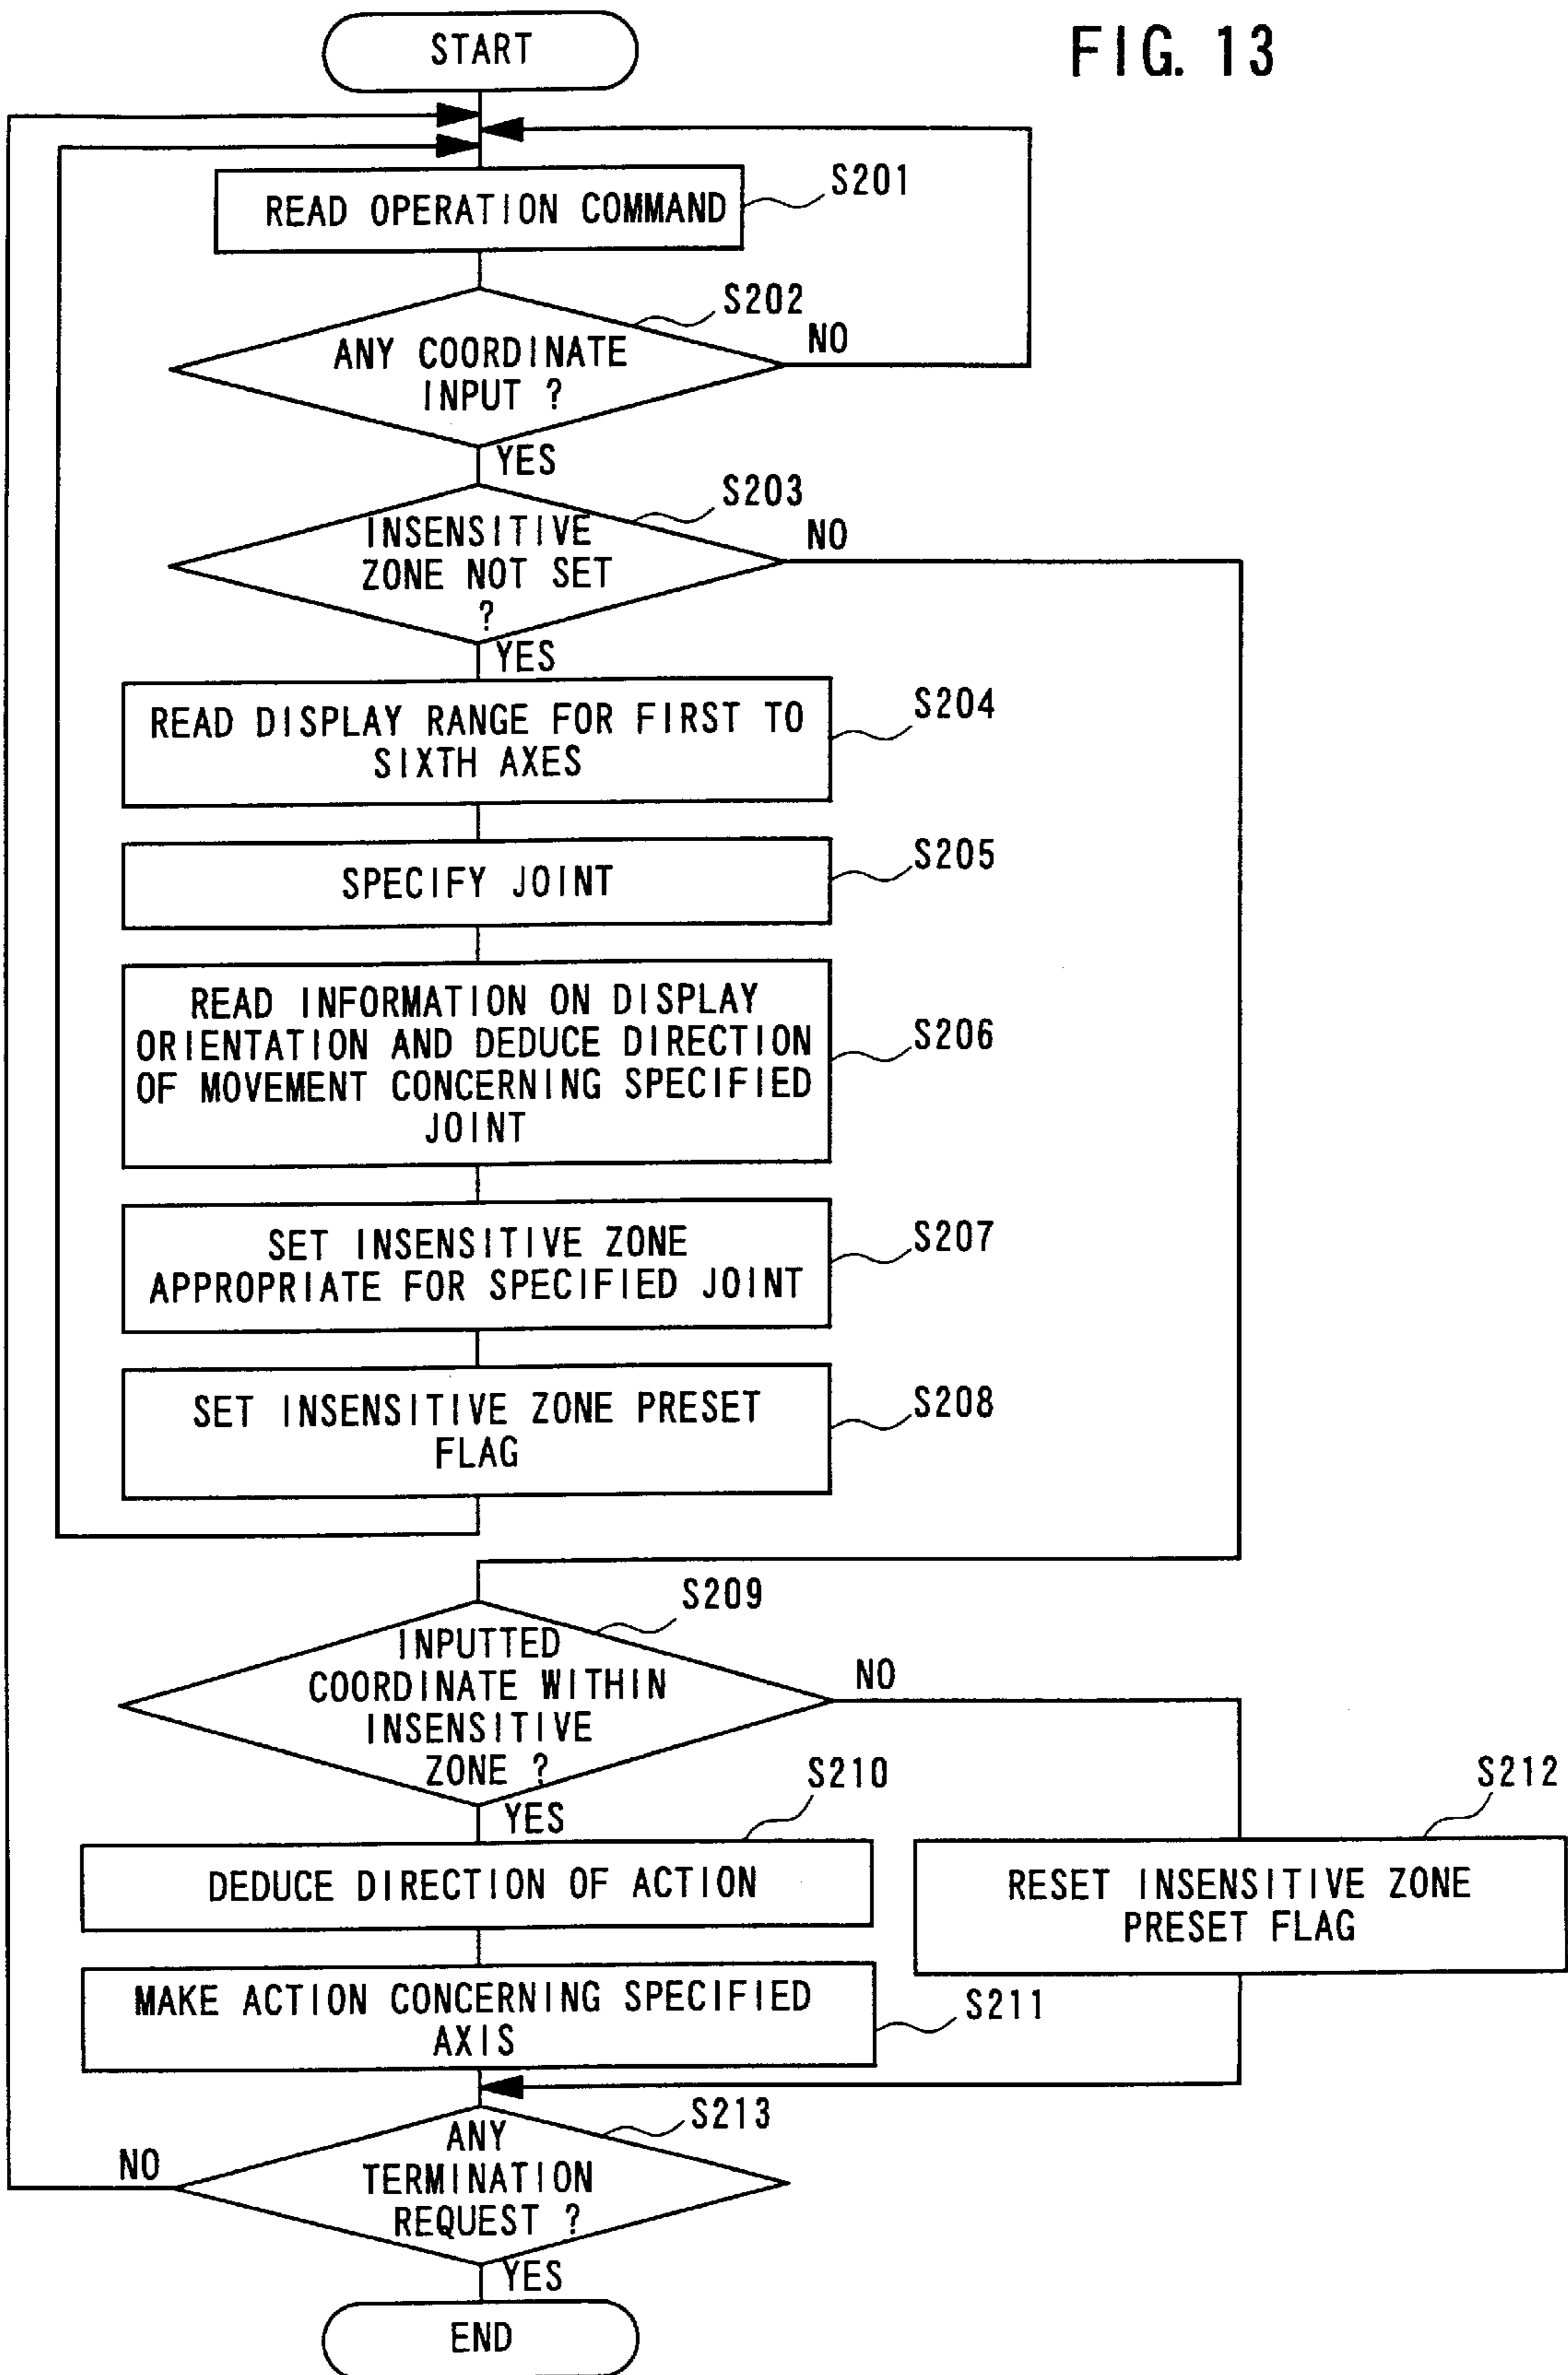 FIG. 13
START
READ OPERATION COMMAND
S201
S202
ANY COORDINATE
INPUT ?
NO
YES
S203
INSENSITIVE
ZONE NOT SET
?
NO
YES
READ DISPLAY RANGE FOR FIRST TO
SIXTH AXES
S204
SPECIFY JOINT
S205
READ INFORMATION ON DISPLAY
ORIENTATION AND DEDUCE DIRECTION
OF MOVEMENT CONCERNING SPECIFIED
JOINT
S206
SET INSENSITIVE ZONE
APPROPRIATE FOR SPECIFIED JOINT
S207
SET INSENSITIVE ZONE PRESET
FLAG
S208
S209
INPUTTED
COORDINATE WITHIN
INSENSITIVE
ZONE ?
NO
YES
S210
DEDUCE DIRECTION OF ACTION
S212
RESET INSENSITIVE ZONE
PRESET FLAG
MAKE ACTION CONCERNING SPECIFIED
AXIS
S211
S213
ANY
TERMINATION
REQUEST ?
NO
YES
END